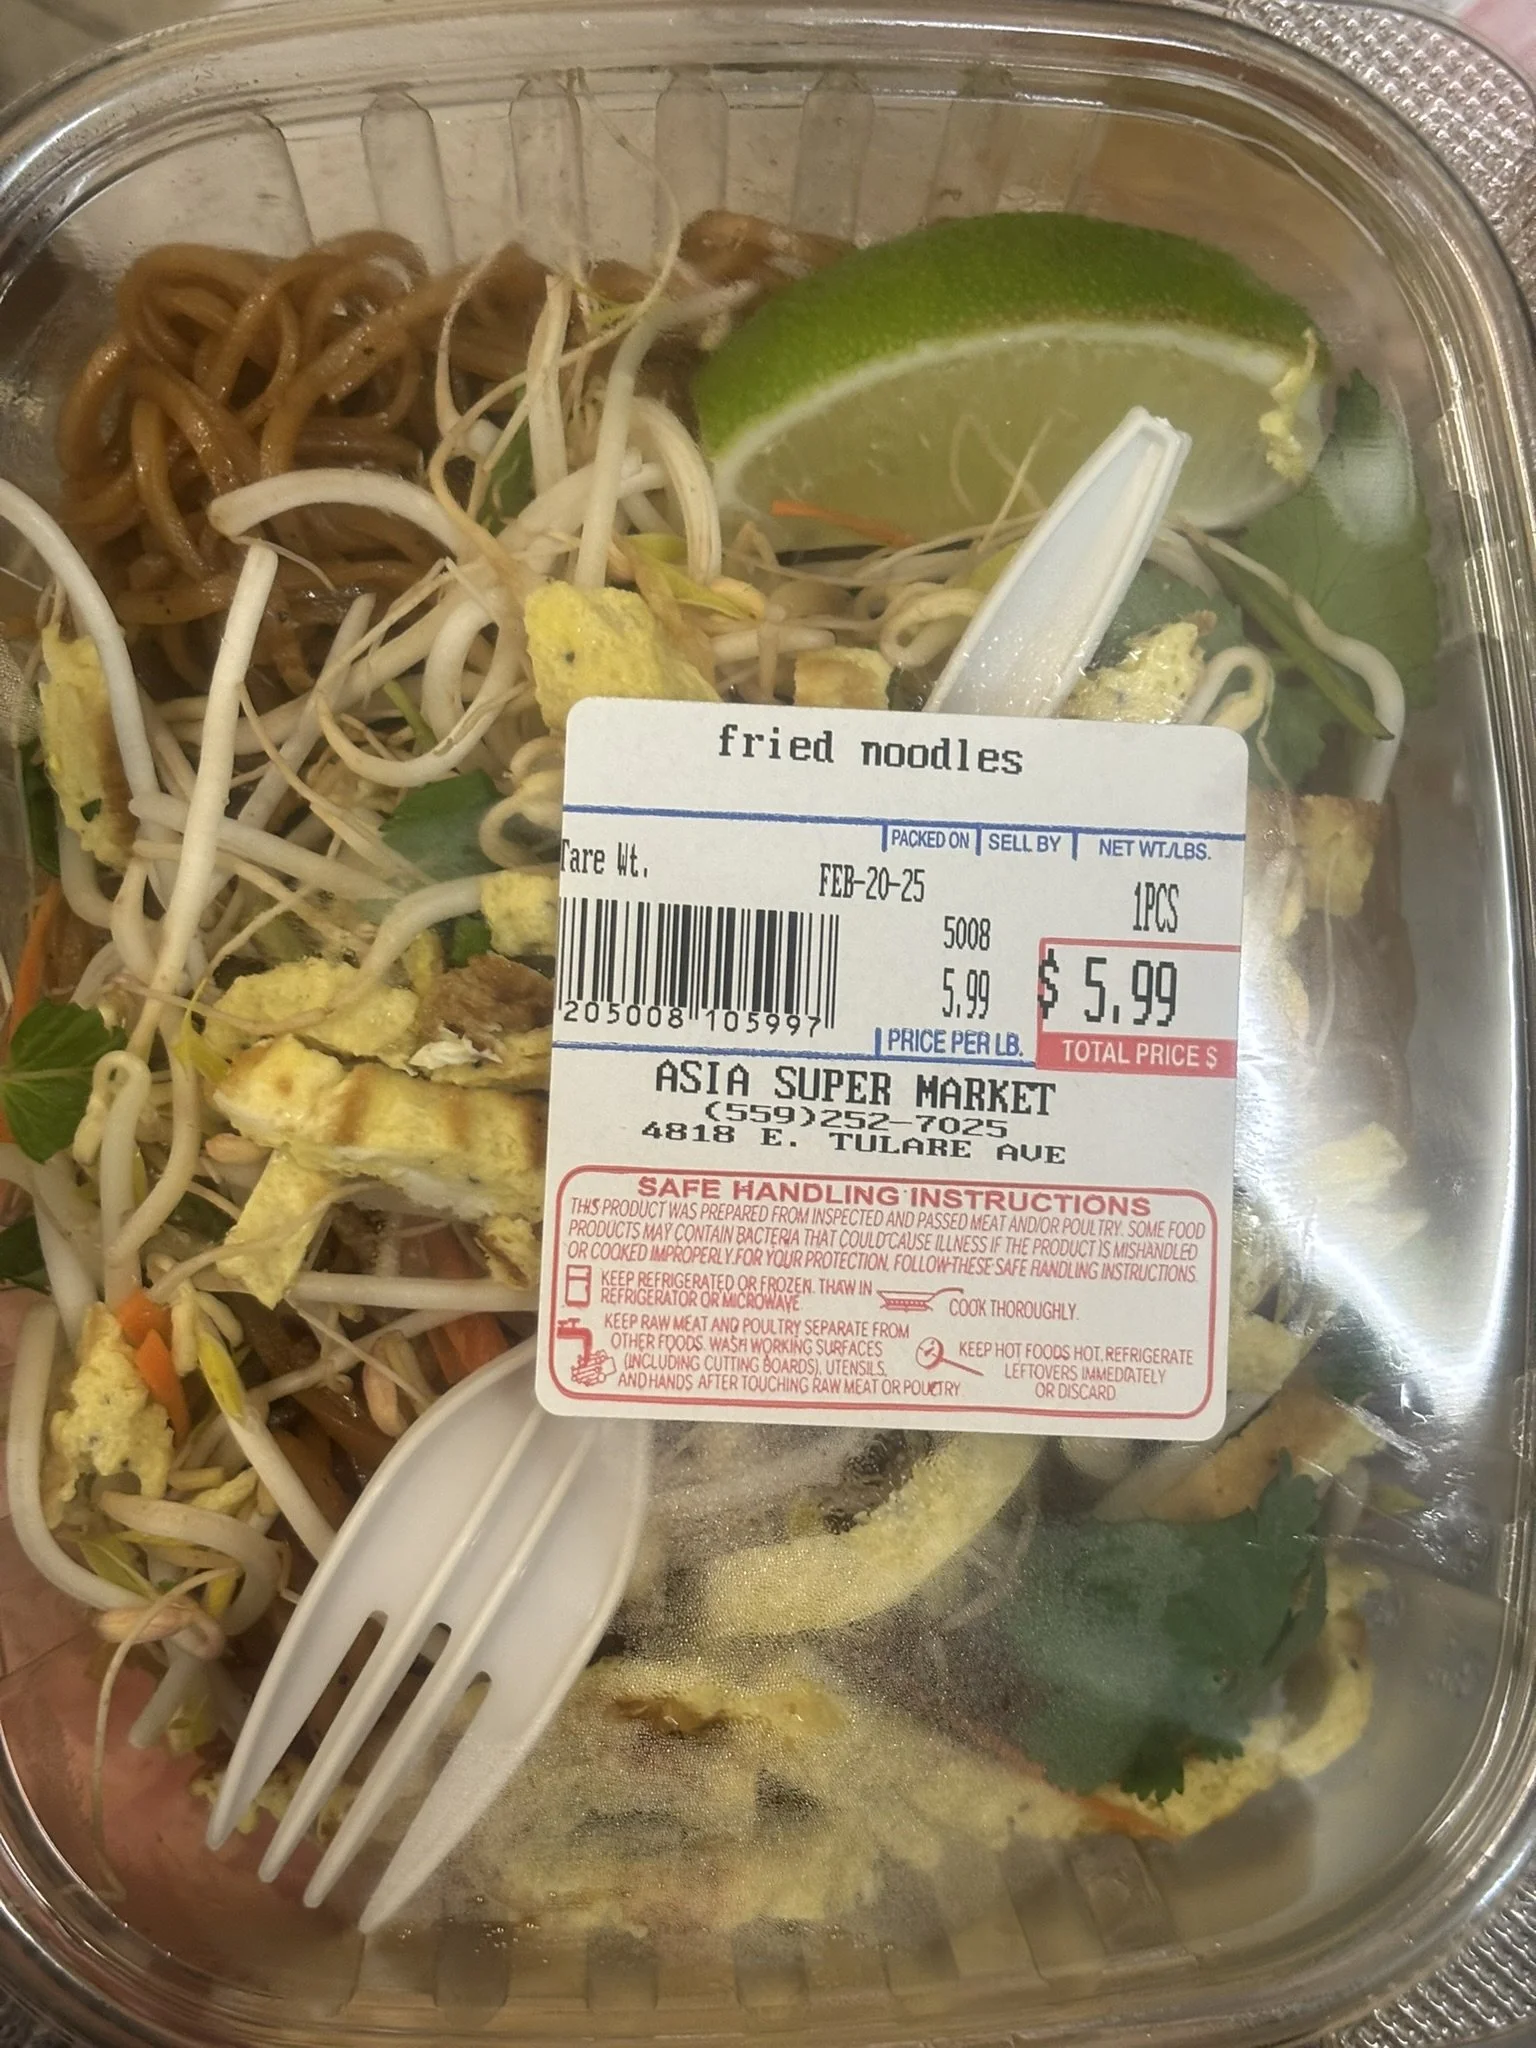 fried noodles
PACKED ON SELL BY NET WT./LBS.
Tare Wt. FEB-20-25 1PCS
5008
5.99 $ 5.99
205008 105997
PRICE PER LB. TOTAL PRICE $
ASIA SUPER MARKET
(559)252-7025
4818 E. TULARE AVE
SAFE HANDLING INSTRUCTIONS
THIS PRODUCT WAS PREPARED FROM INSPECTED AND PASSED MEAT AND/OR POULTRY. SOME FOOD
PRODUCTS MAY CONTAIN BACTERIA THAT COULD CAUSE ILLNESS IF THE PRODUCT IS MISHANDLED
OR COOKED IMPROPERLY. FOR YOUR PROTECTION, FOLLOW THESE SAFE HANDLING INSTRUCTIONS.
KEEP REFRIGERATED OR FROZEN. THAW IN
REFRIGERATOR OR MICROWAVE.
COOK THOROUGHLY.
KEEP RAW MEAT AND POULTRY SEPARATE FROM
OTHER FOODS. WASH WORKING SURFACES
(INCLUDING CUTTING BOARDS), UTENSILS,
AND HANDS AFTER TOUCHING RAW MEAT OR POULTRY.
KEEP HOT FOODS HOT. REFRIGERATE
LEFTOVERS IMMEDIATELY
OR DISCARD